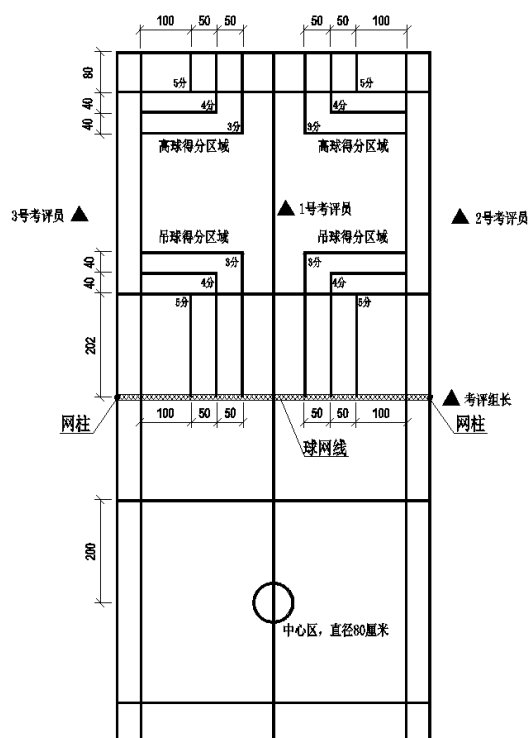 100 50 50 50 50 100
80
5分 5分
40
4分 4分
40
3分 3分
高球得分区域 高球得分区域
3号考评员 1号考评员 2号考评员
吊球得分区域 吊球得分区域
40
3分 3分
40
4分 4分
5分 5分
202
考评组长
网柱 100 50 50 50 50 100 网柱
球网线
200
中心区，直径80厘米